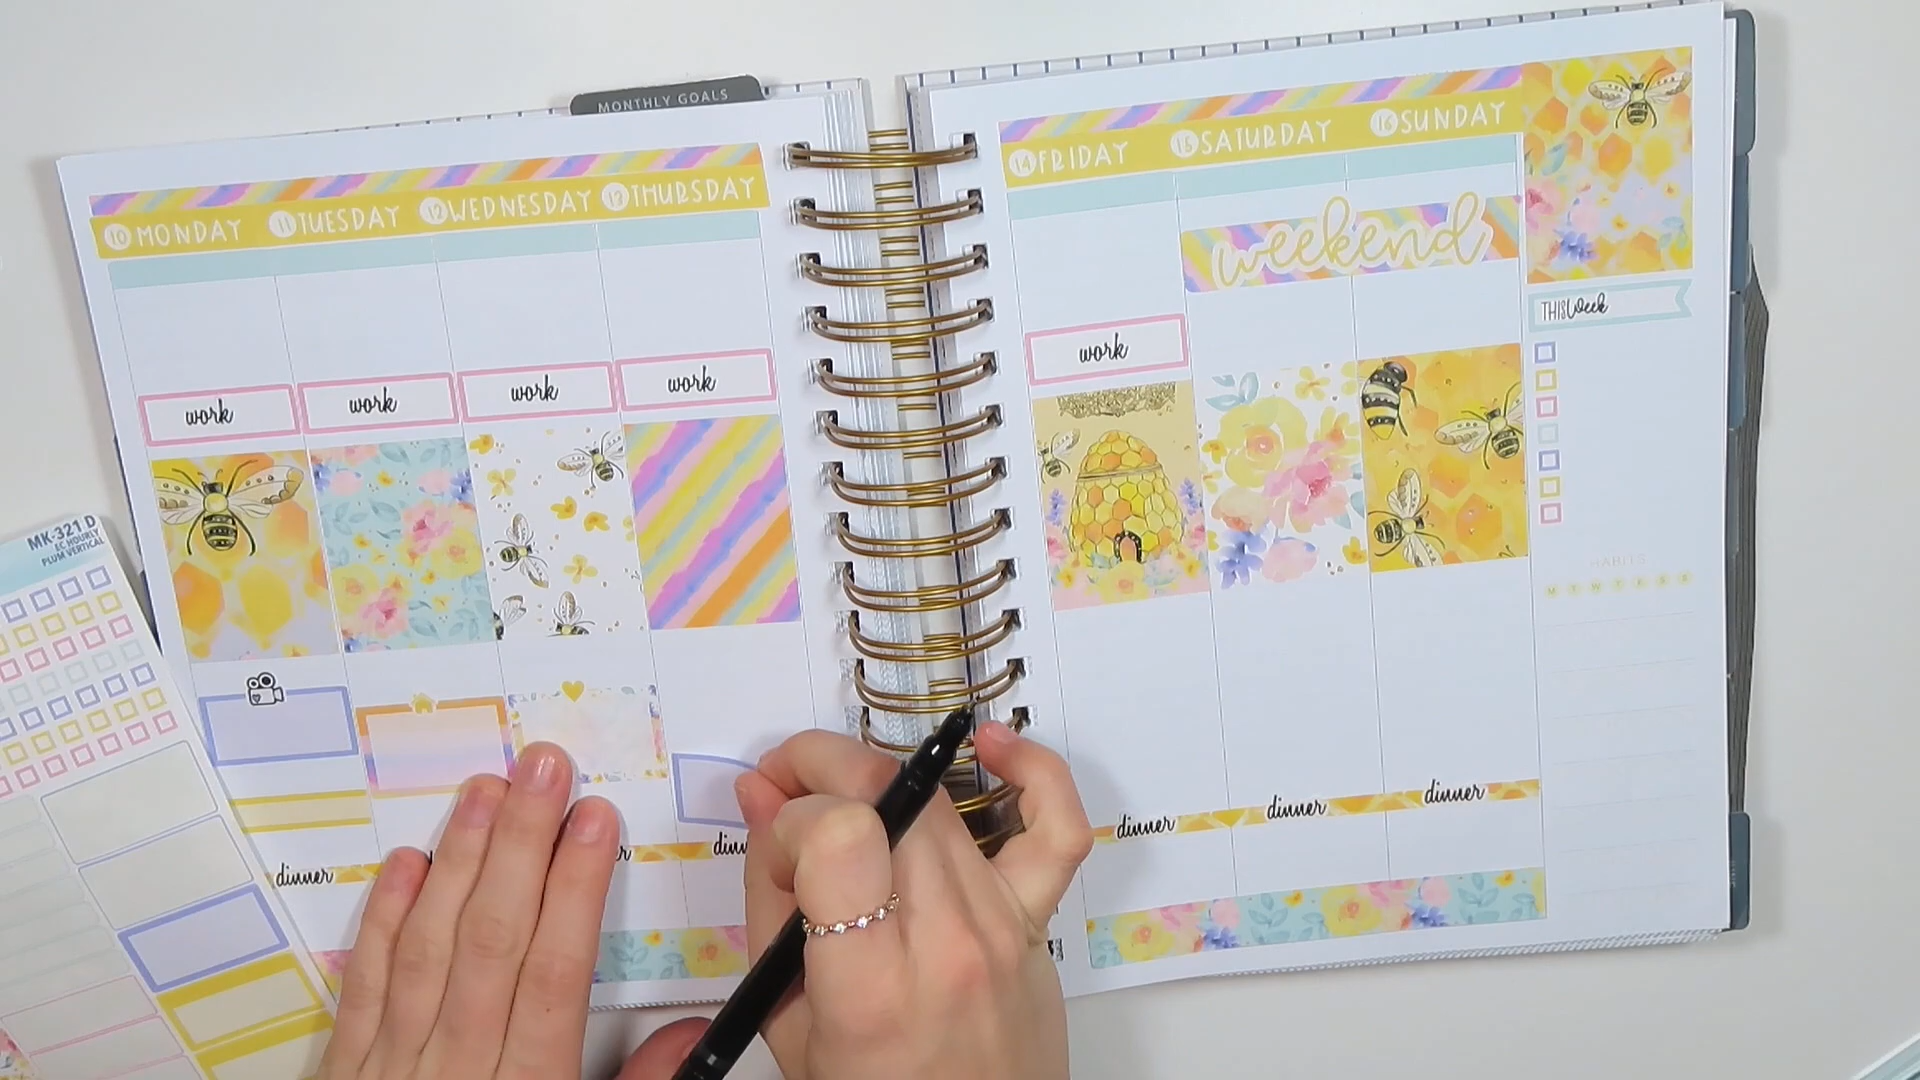 MONTHLY GOALS
10 MONDAY 11 TUESDAY 12 WEDNESDAY 13 THURSDAY
14 FRIDAY 15 SATURDAY 16 SUNDAY
weekend
THIS Week
work
work
work
work
work
MK-321 D
EC HOURLY
PLUM VERTICAL
HABITS
M T W T F S S
dinner
dinner
dinner
dinner